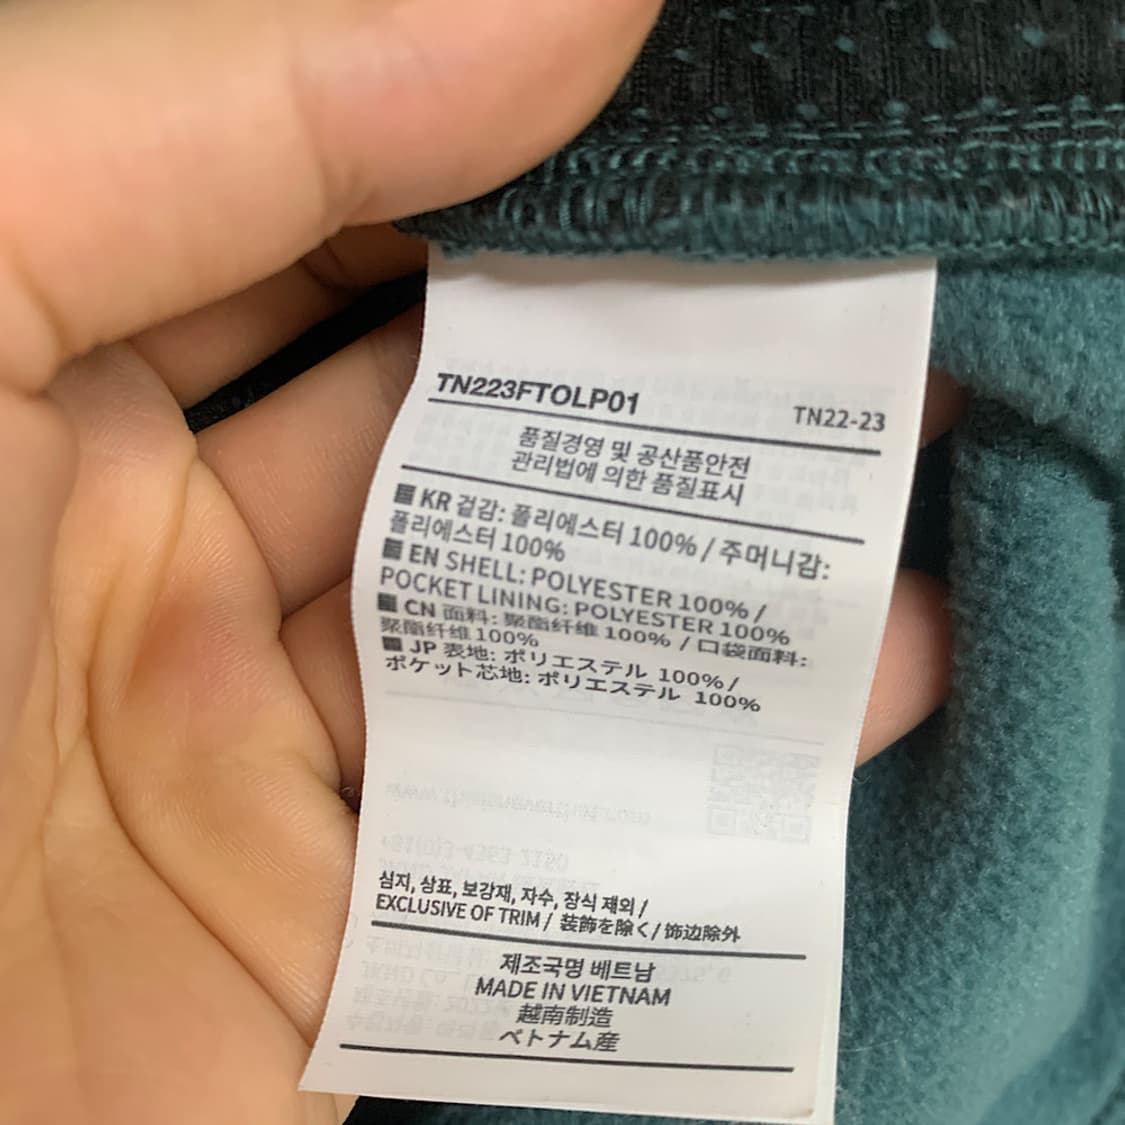 TN223FTOLP01
TN22-23
품질경영 및 공산품안전
관리법에 의한 품질표시
KR 겉감: 폴리에스터 100% / 주머니감:
폴리에스터 100%
EN SHELL: POLYESTER 100% /
POCKET LINING: POLYESTER 100%
CN 面料: 聚酯纤维 100% / 口袋面料:
聚酯纤维 100%
JP 表地: ポリエステル 100% /
ポケット芯地: ポリエステル 100%
심지, 상표, 보강재, 자수, 장식 제외 /
EXCLUSIVE OF TRIM / 装飾を除く / 饰边除外
제조국명 베트남
MADE IN VIETNAM
越南制造
ベトナム産